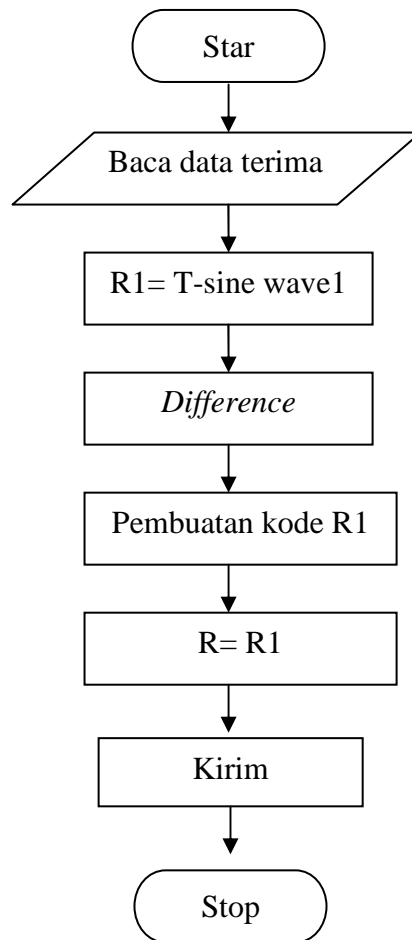 Star
Baca data terima
R1= T-sine wave1
Difference
Pembuatan kode R1
R= R1
Kirim
Stop